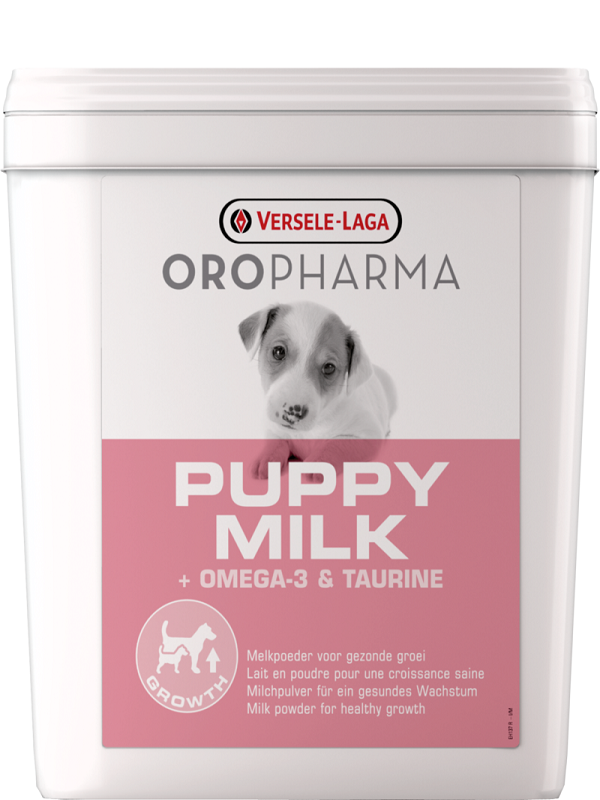 VERSELE-LAGA
OROPHARMA
PUPPY
MILK
+ OMEGA-3 & TAURINE
GROWTH
Melkpoeder voor gezonde groei
Lait en poudre pour une croissance saine
Milchpulver für ein gesundes Wachstum
Milk powder for healthy growth